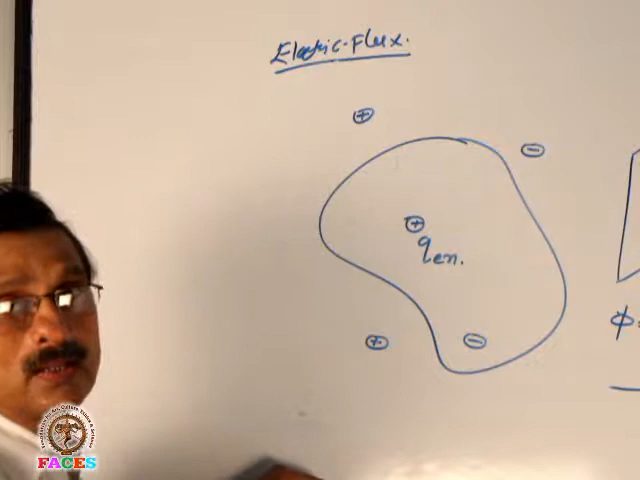 Electric-Flux.
⊕
⊖
⊕
q en.
⊕
⊖
ϕ
FACES